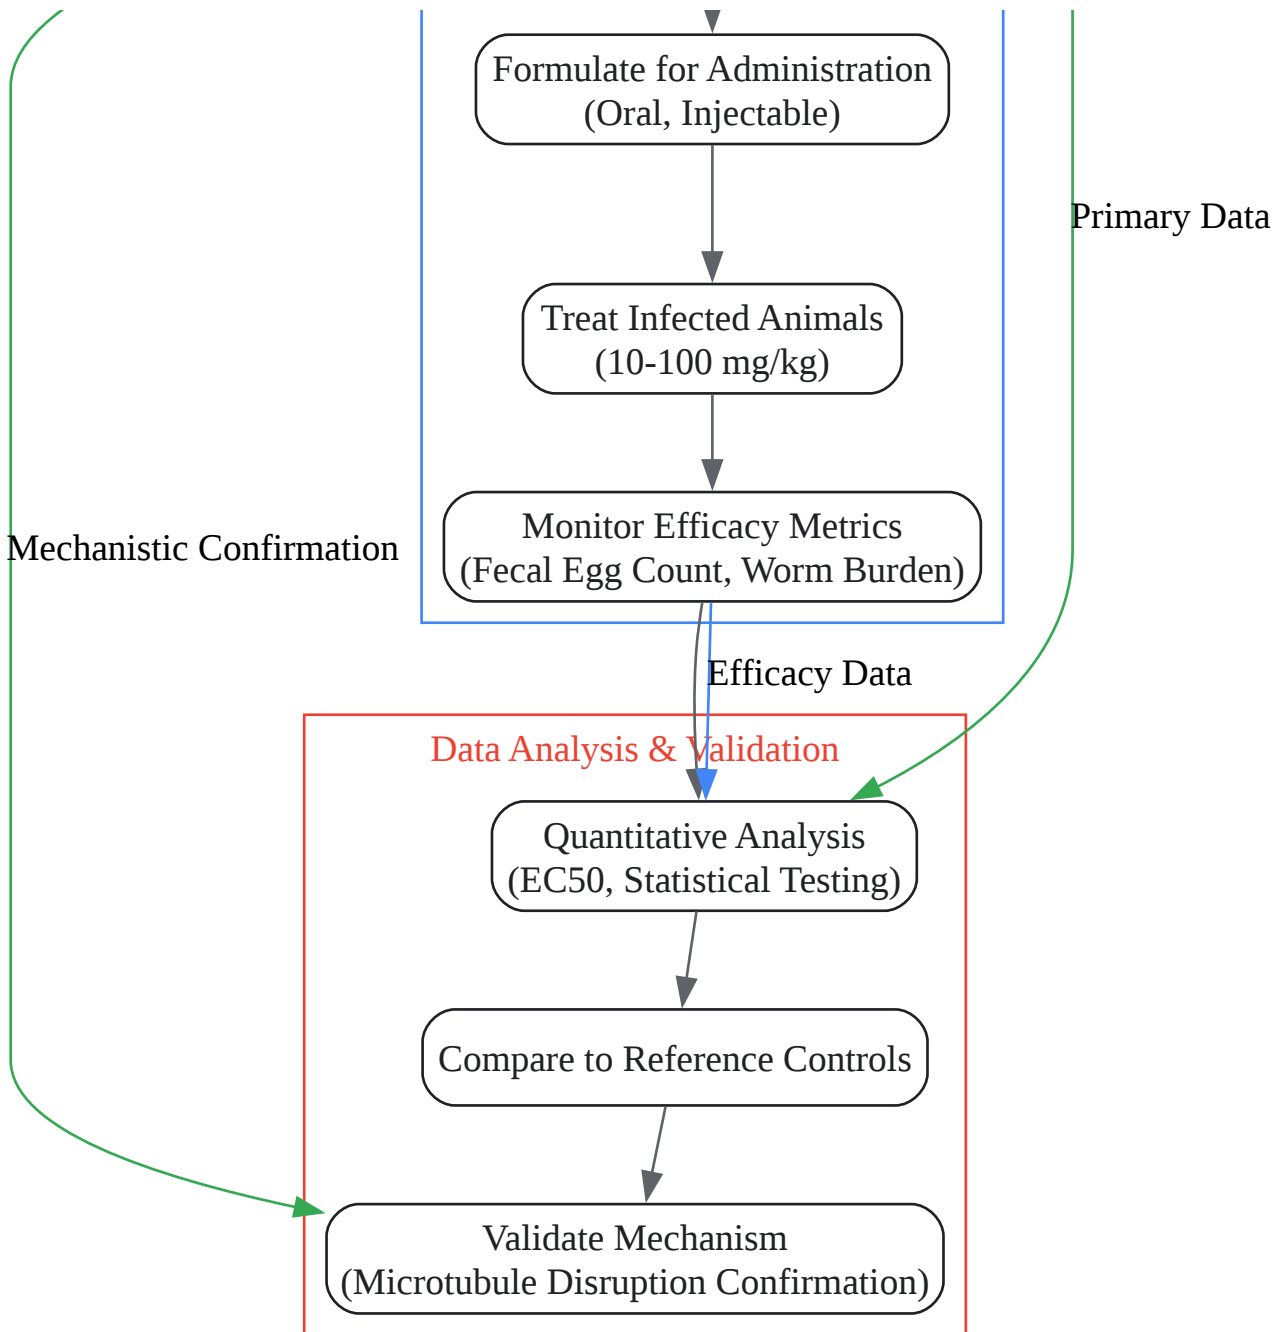 Formulate for Administration
(Oral, Injectable)
Primary Data
Treat Infected Animals
(10-100 mg/kg)
Monitor Efficacy Metrics
(Fecal Egg Count, Worm Burden)
Mechanistic Confirmation
Efficacy Data
Data Analysis & Validation
Quantitative Analysis
(EC50, Statistical Testing)
Compare to Reference Controls
Validate Mechanism
(Microtubule Disruption Confirmation)